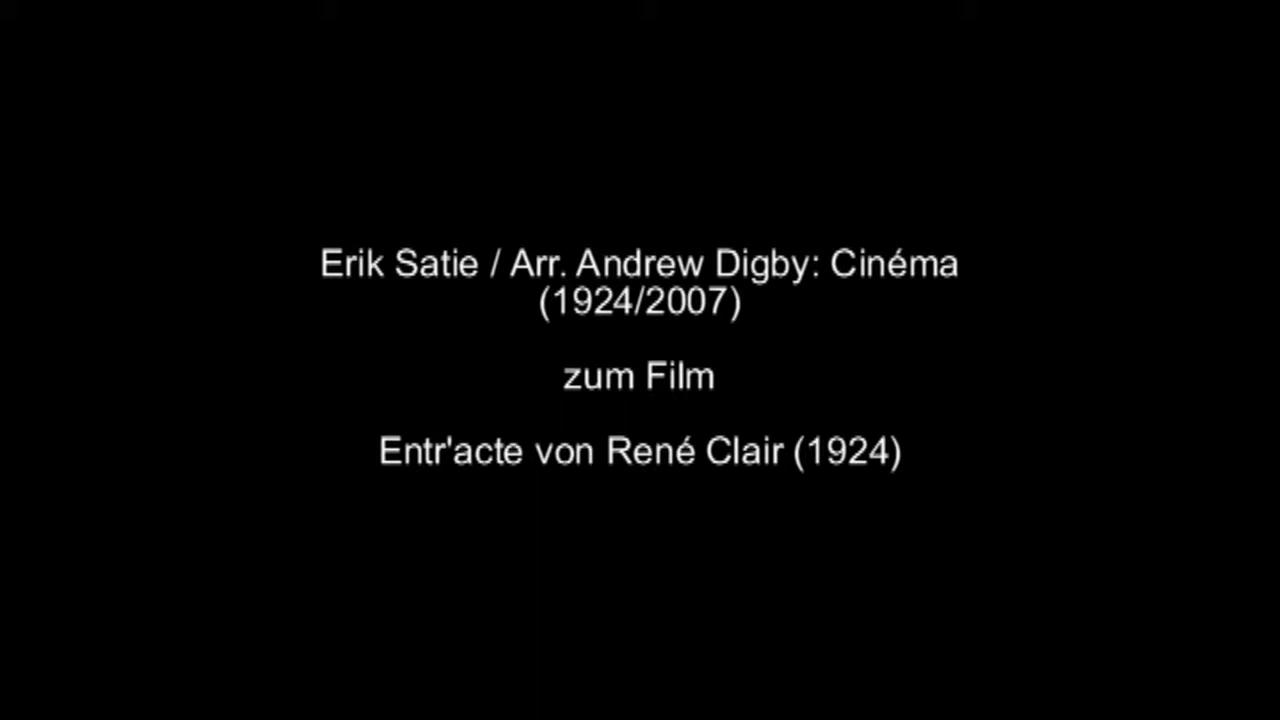 Erik Satie / Arr. Andrew Digby: Cinéma
(1924/2007)
zum Film
Entr'acte von René Clair (1924)